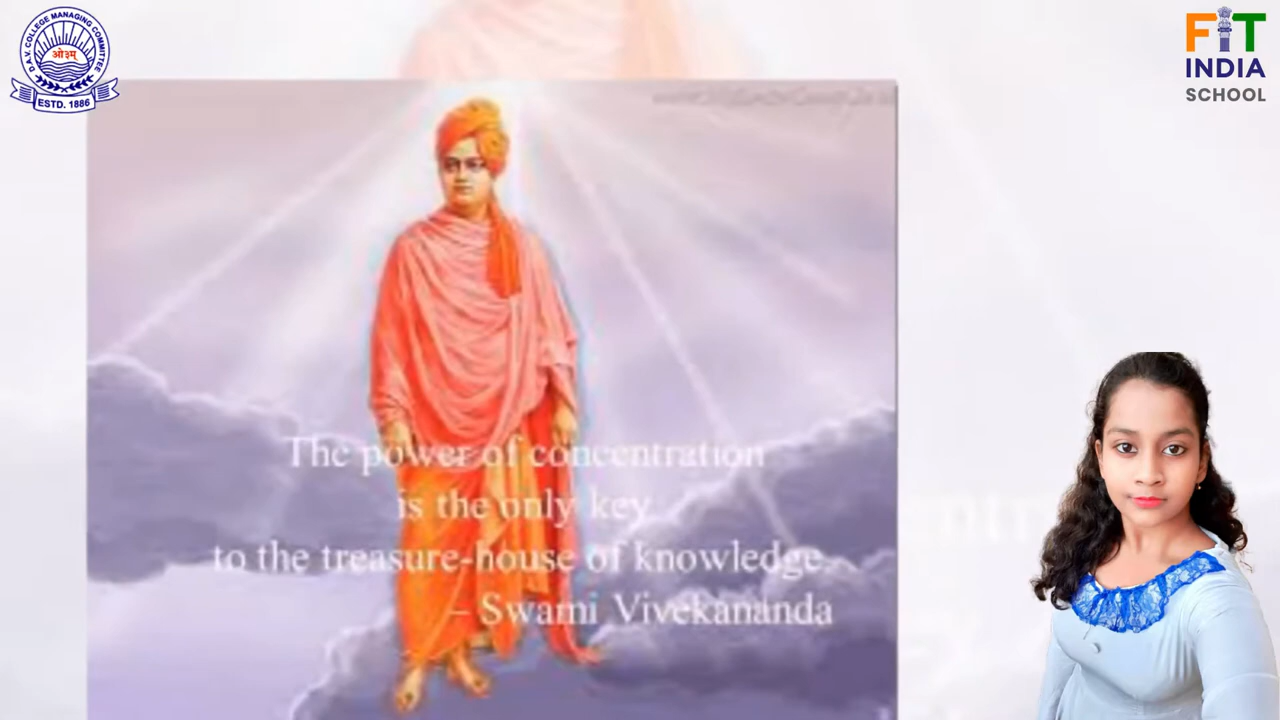 D.A.V. COLLEGE MANAGING COMMITTEE
ओ३म्
ESTD. 1886
FIT
INDIA
SCHOOL
The power of concentration
is the only key
to the treasure-house of knowledge
– Swami Vivekananda